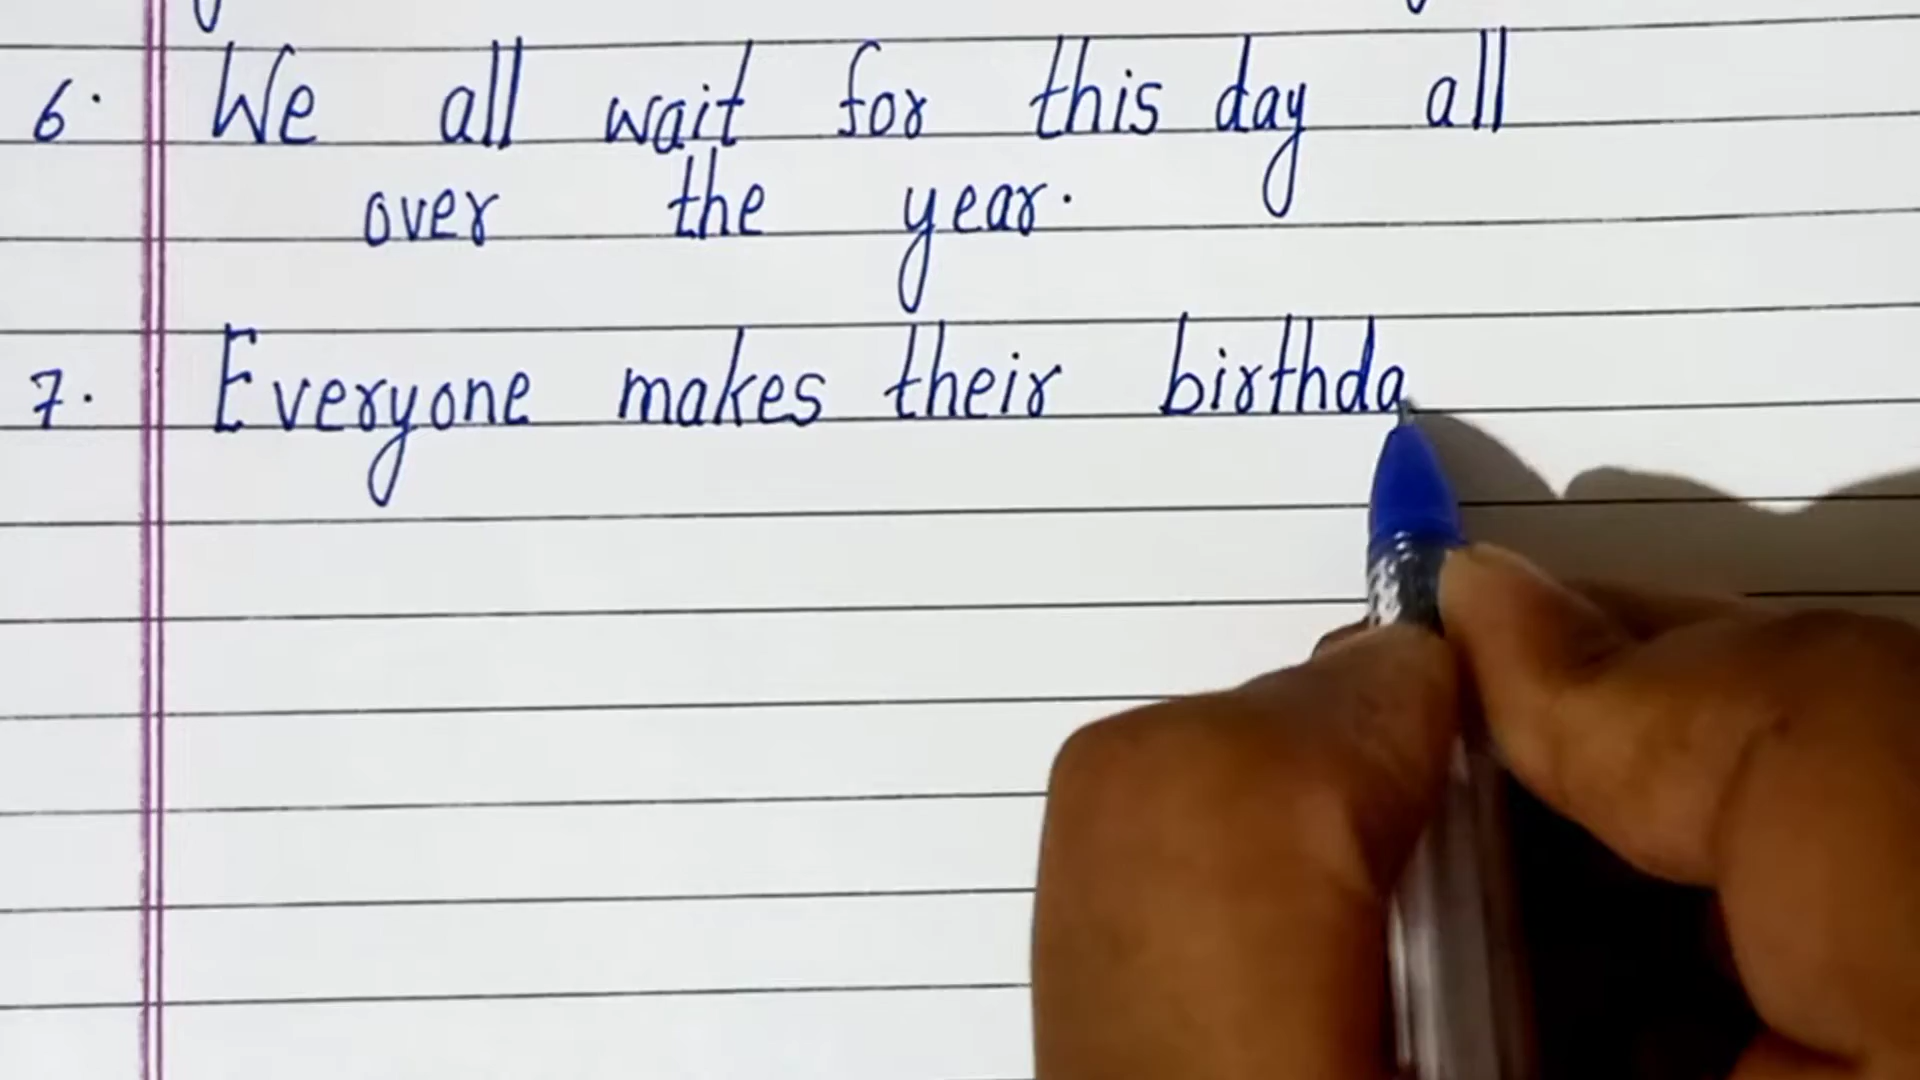 6. We all wait for this day all
over the year.
7. Everyone makes their birthda